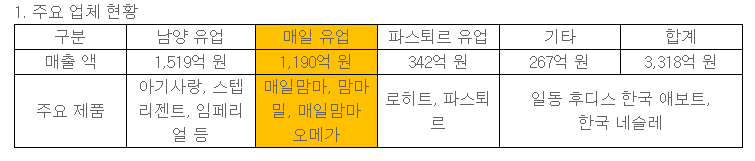 1. 주요 업체 현황
구분 남양 유업 매일 유업 파스퇴르 유업 기타 합계
매출 액 1,519억 원 1,190억 원 342억 원 267억 원 3,318억 원
주요 제품
아기사랑, 스텝
리젠트, 임페리
얼 등
매일맘마, 맘마
밀, 매일맘마
오메가
로히트, 파스퇴
르
일동 후디스 한국 애보트,
한국 네슬레